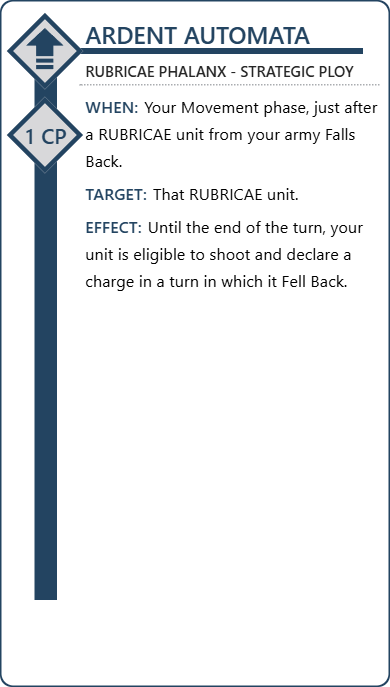 ARDENT AUTOMATA
RUBRICAE PHALANX - STRATEGIC PLOY
1 CP
WHEN: Your Movement phase, just after
a RUBRICAE unit from your army Falls
Back.
TARGET: That RUBRICAE unit.
EFFECT: Until the end of the turn, your
unit is eligible to shoot and declare a
charge in a turn in which it Fell Back.